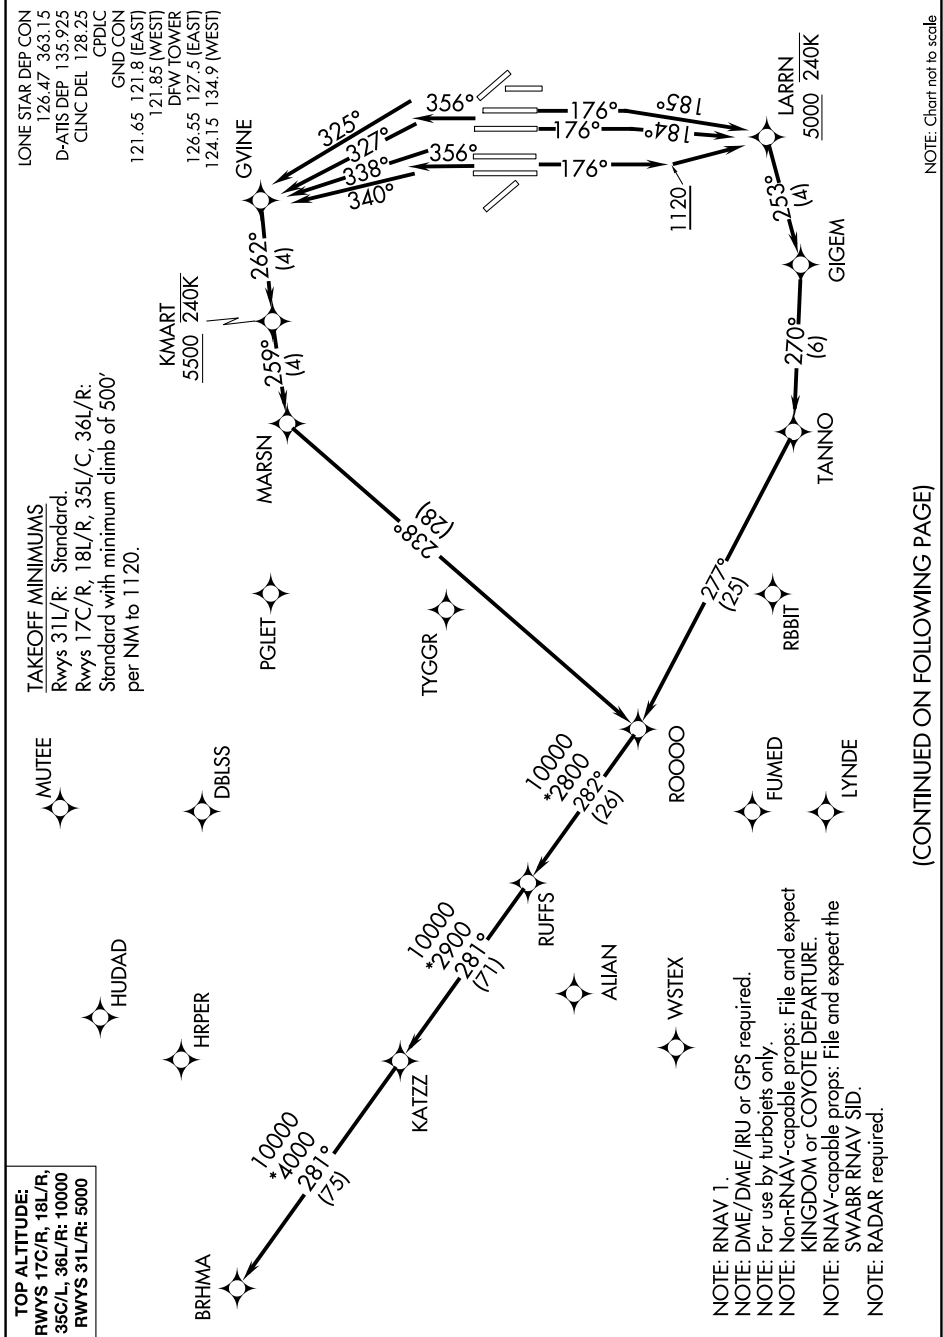 TOP ALTITUDE:
RWYS 17C/R, 18L/R,
35C/L, 36L/R: 10000
RWYS 31L/R: 5000
TAKEOFF MINIMUMS
Rwys 31L/R: Standard.
Rwys 17C/R, 18L/R, 35L/C, 36L/R:
Standard with minimum climb of 500'
per NM to 1120.
LONE STAR DEP CON
126.47 363.15
D-ATIS DEP 135.925
CLNC DEL 128.25
CPDLC
GND CON
121.65 121.8 (EAST)
121.85 (WEST)
DFW TOWER
126.55 127.5 (EAST)
124.15 134.9 (WEST)
MUTEE
HUDAD
HRPER
DBLSS
PGLET
TYGGR
GVINE
325°
327°
338°
340°
356°
356°
262°
(4)
KMART
5500 240K
259°
(4)
MARSN
238°
(28)
176°
176°
176°
185°
184°
1120
LARRN
5000 240K
253°
(4)
GIGEM
270°
(6)
TANNO
277°
(25)
RBBIT
ROOOO
10000
*2800
282°
(26)
RUFFS
10000
*2900
281°
(71)
KATZZ
10000
*4000
281°
(75)
BRHMA
FUMED
LYNDE
ALIAN
WSTEX
NOTE: RNAV 1.
NOTE: DME/DME/IRU or GPS required.
NOTE: For use by turbojets only.
NOTE: Non-RNAV-capable props: File and expect
KINGDOM or COYOTE DEPARTURE.
NOTE: RNAV-capable props: File and expect the
SWABR RNAV SID.
NOTE: RADAR required.
(CONTINUED ON FOLLOWING PAGE)
NOTE: Chart not to scale